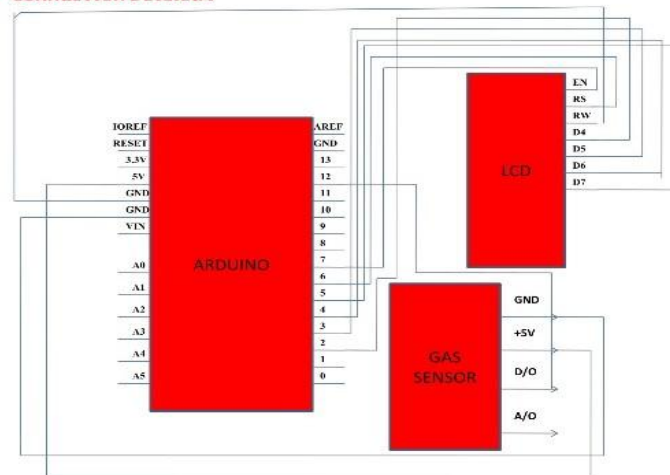 IOREF
RESET
3.3V
5V
GND
GND
VIN
A0
A1
A2
A3
A4
A5
ARDUINO
AREF
GND
13
12
11
10
9
8
7
6
5
4
3
2
1
0
LCD
EN
RS
RW
D4
D5
D6
D7
GAS
SENSOR
GND
+5V
D/O
A/O